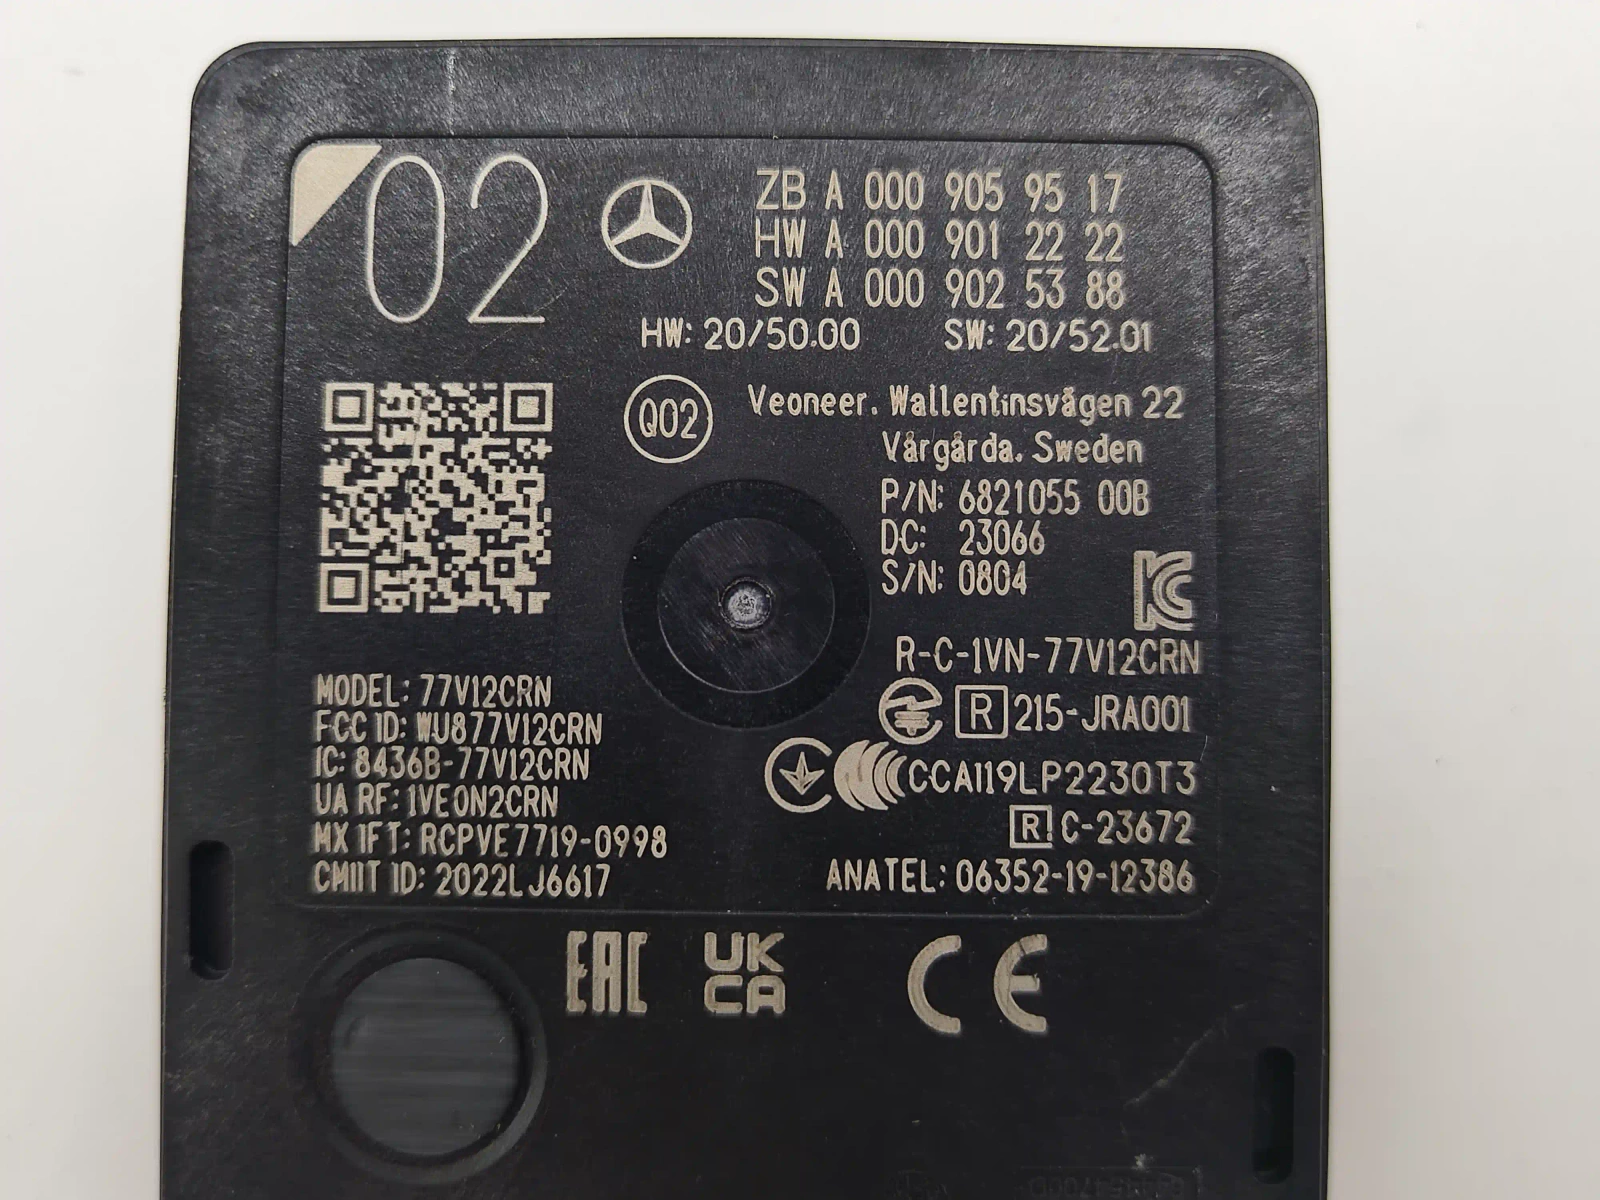 02
ZB A 000 905 95 17
HW A 000 901 22 22
SW A 000 902 53 88
HW: 20/50.00 SW: 20/52.01
Q02
Veoneer. Wallentinsvägen 22
Vårgårda. Sweden
P/N: 6821055 00B
DC: 23066
S/N: 0804
R-C-1VN-77V12CRN
R 215-JRA001
CCAI19LP2230T3
R! C-23672
ANATEL: 06352-19-12386
MODEL: 77V12CRN
FCC ID: WU877V12CRN
IC: 8436B-77V12CRN
UA RF: 1VEON2CRN
MX IFT: RCPVE7719-0998
CMIIT ID: 2022LJ6617
EAC UK CA CE